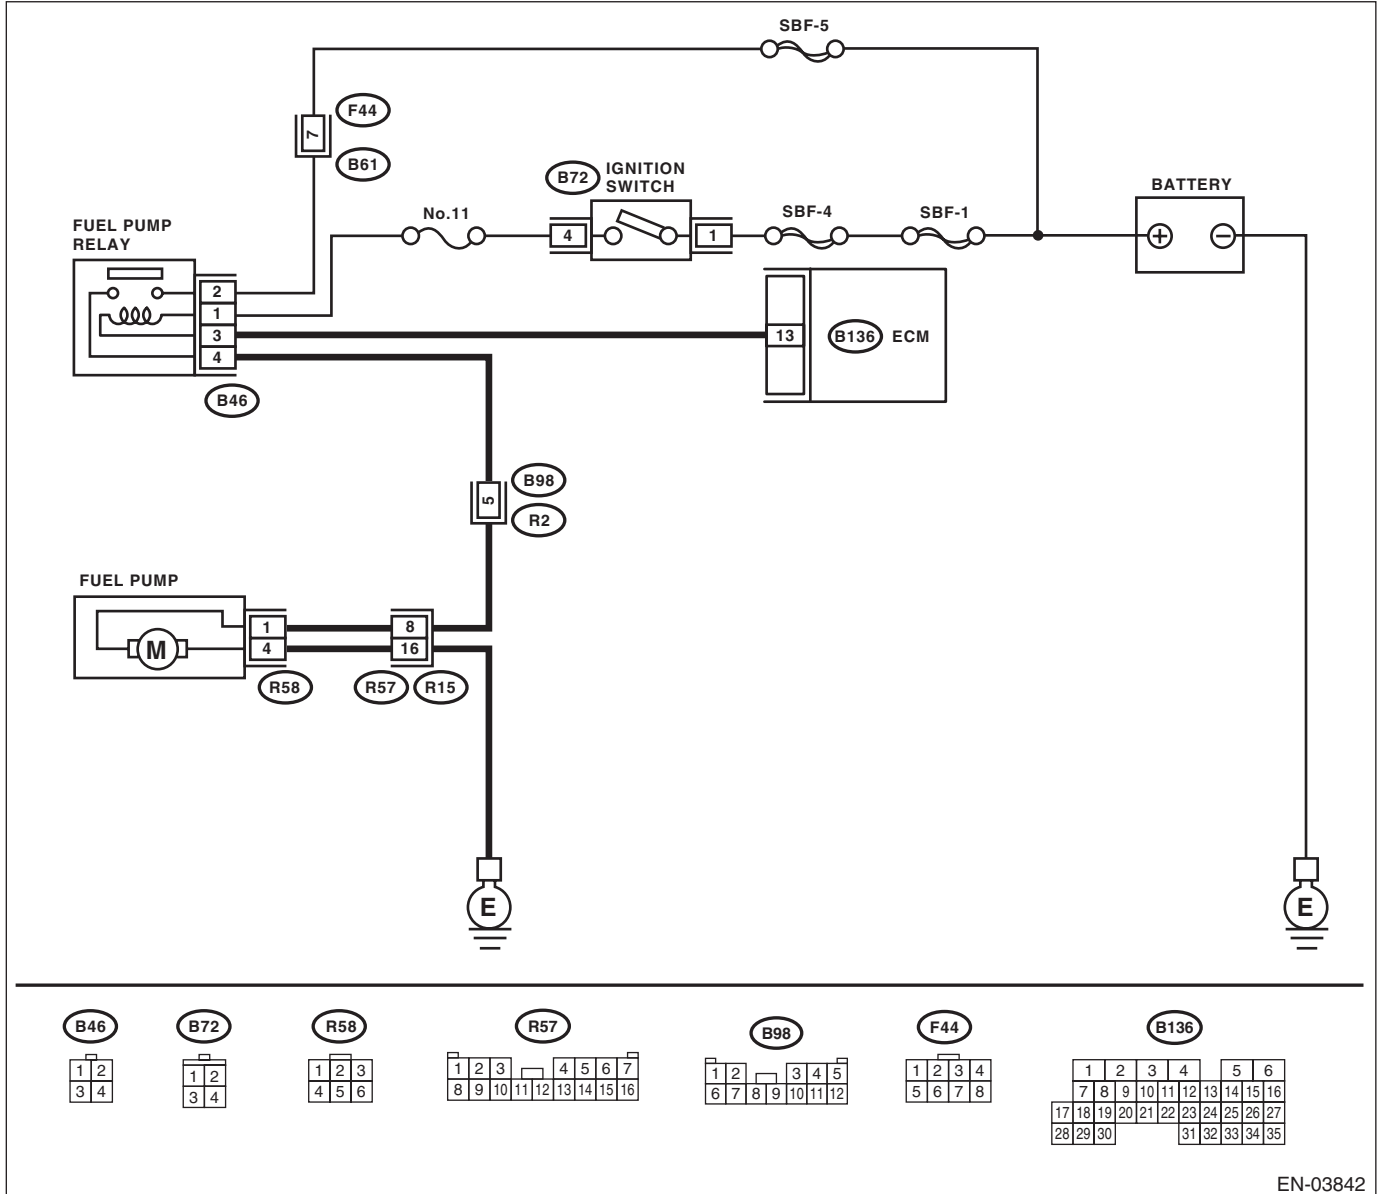 SBF-5
F44
7
B61
B72
IGNITION
SWITCH
BATTERY
No.11
SBF-4
SBF-1
FUEL PUMP
RELAY
4
1
+
−
2
1
3
4
13
B136
ECM
B46
B98
5
R2
FUEL PUMP
M
1
8
4
16
R58
R57
R15
E
E
B46
B72
R58
R57
B98
F44
B136
1 2
3 4
1 2
3 4
1 2 3
4 5 6
1 2 3 4 5 6 7
8 9 10 11 12 13 14 15 16
1 2 3 4 5
6 7 8 9 10 11 12
1 2 3 4
5 6 7 8
1 2 3 4 5 6
7 8 9 10 11 12 13 14 15 16
17 18 19 20 21 22 23 24 25 26 27
28 29 30 31 32 33 34 35
EN-03842